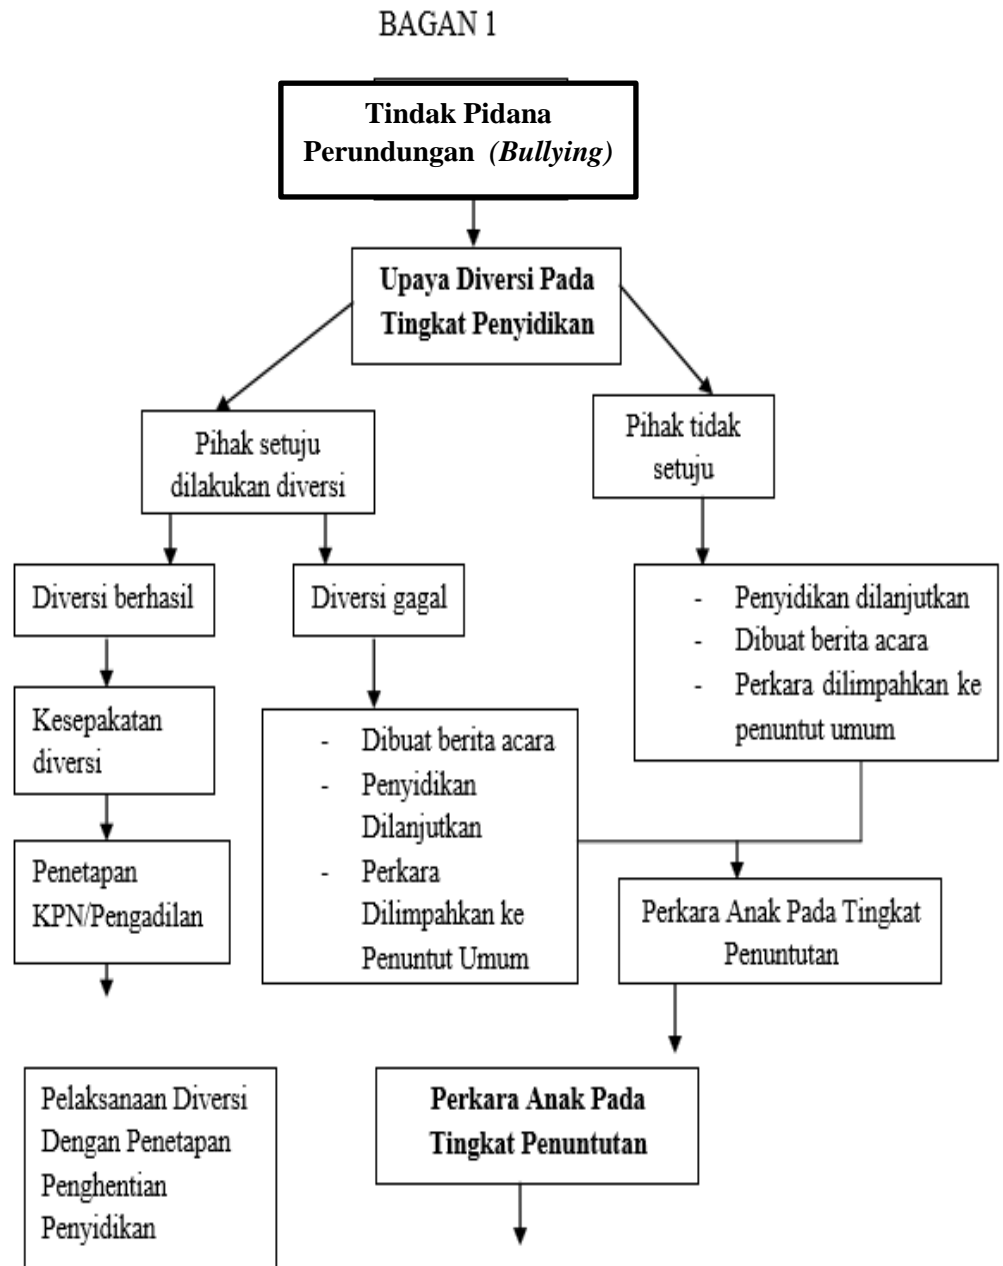 BAGAN 1
Tindak Pidana
Perundungan (Bullying)
Upaya Diversi Pada
Tingkat Penyidikan
Pihak setuju
dilakukan diversi
Pihak tidak
setuju
Diversi berhasil
Diversi gagal
- Penyidikan dilanjutkan
- Dibuat berita acara
- Perkara dilimpahkan ke
penuntut umum
Kesepakatan
diversi
- Dibuat berita acara
- Penyidikan
Dilanjutkan
- Perkara
Dilimpahkan ke
Penuntut Umum
Penetapan
KPN/Pengadilan
Perkara Anak Pada Tingkat
Penuntutan
Pelaksanaan Diversi
Dengan Penetapan
Penghentian
Penyidikan
Perkara Anak Pada
Tingkat Penuntutan